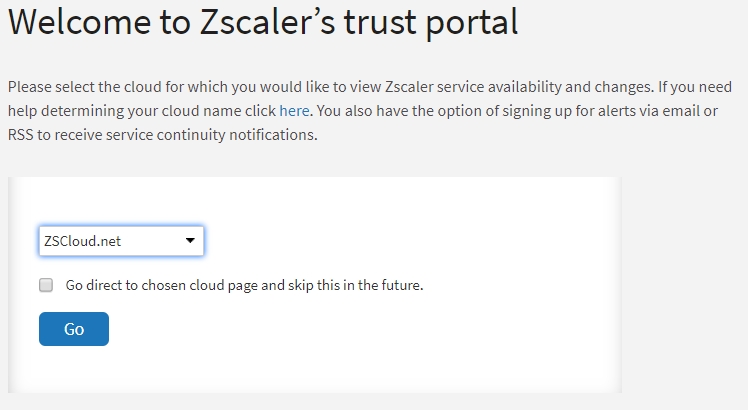 Welcome to Zscaler’s trust portal
Please select the cloud for which you would like to view Zscaler service availability and changes. If you need
help determining your cloud name click here. You also have the option of signing up for alerts via email or
RSS to receive service continuity notifications.
ZSCloud.net
Go direct to chosen cloud page and skip this in the future.
Go